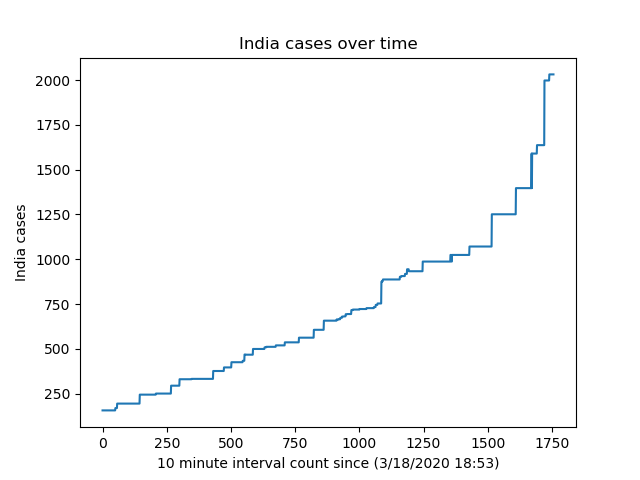 India cases over time
2000
1750
1500
1250
1000
750
500
250
India cases
0 250 500 750 1000 1250 1500 1750
10 minute interval count since (3/18/2020 18:53)